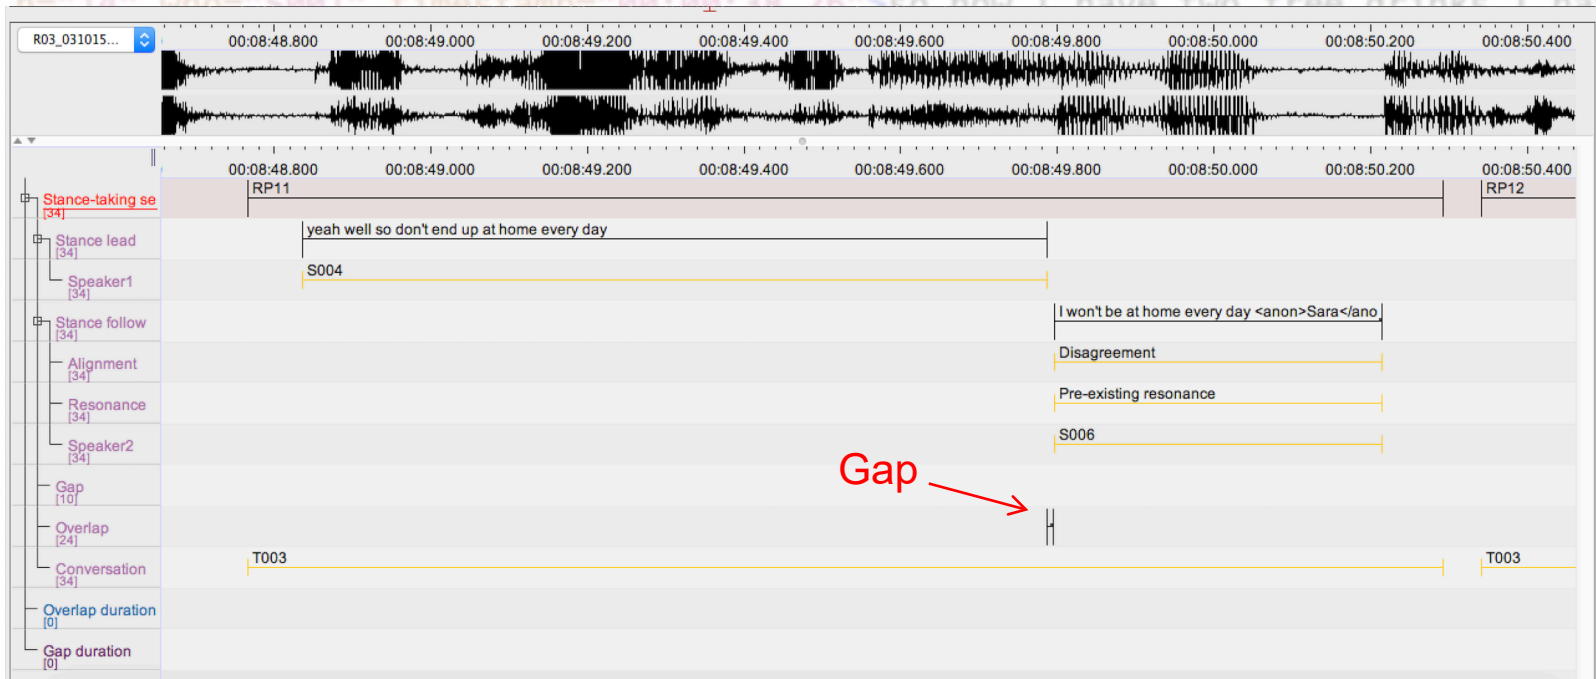 so now I have two free drinks I ha
R03_031015...
00:08:48.800 00:08:49.000 00:08:49.200 00:08:49.400 00:08:49.600 00:08:49.800 00:08:50.000 00:08:50.200 00:08:50.400
00:08:48.800 00:08:49.000 00:08:49.200 00:08:49.400 00:08:49.600 00:08:49.800 00:08:50.000 00:08:50.200 00:08:50.400
Stance-taking se RP11 RP12
[34]
Stance lead yeah well so don't end up at home every day
[34]
Speaker1 S004
[34]
Stance follow I won't be at home every day <anon>Sara</ano
[34]
Alignment Disagreement
[34]
Resonance Pre-existing resonance
[34]
Speaker2 S006
[34]
Gap
Gap
[10]
Overlap
[24]
Conversation T003 T003
[34]
Overlap duration
[0]
Gap duration
[0]